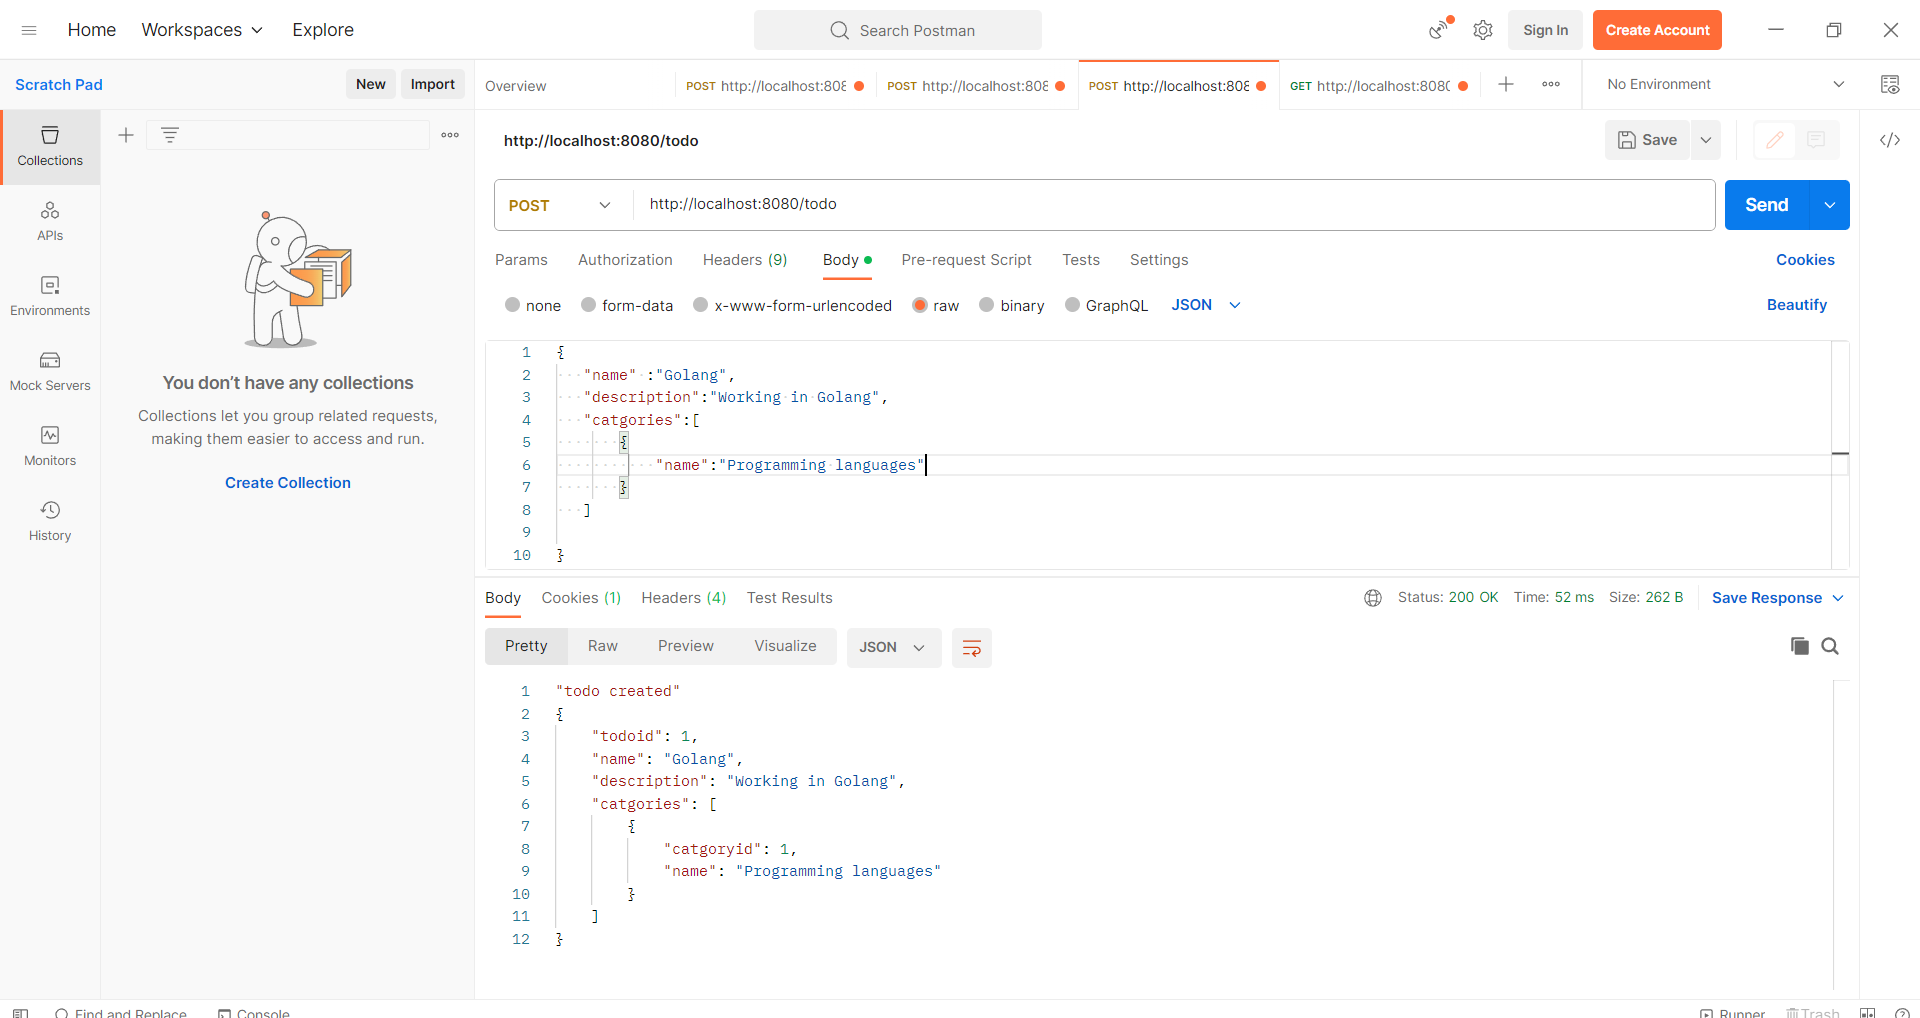 Home Workspaces Explore Search Postman Sign In Create Account
Scratch Pad New Import
Overview POST http://localhost:808 POST http://localhost:808 POST http://localhost:808 GET http://localhost:8080 No Environment
Collections
APIs
Environments
Mock Servers
Monitors
History
You don’t have any collections
Collections let you group related requests,
making them easier to access and run.
Create Collection
http://localhost:8080/todo Save
POST http://localhost:8080/todo Send
Params Authorization Headers (9) Body Pre-request Script Tests Settings Cookies
none form-data x-www-form-urlencoded raw binary GraphQL JSON Beautify
1 {
2 "name" :"Golang",
3 "description":"Working in Golang",
4 "catgories":[
5 {
6 "name":"Programming languages"
7 }
8 ]
9
10 }
Body Cookies (1) Headers (4) Test Results Status: 200 OK Time: 52 ms Size: 262 B Save Response
Pretty Raw Preview Visualize JSON
1 "todo created"
2 {
3 "todoid": 1,
4 "name": "Golang",
5 "description": "Working in Golang",
6 "catgories": [
7 {
8 "catgoryid": 1,
9 "name": "Programming languages"
10 }
11 ]
12 }
Find and Replace Console Runner Trash